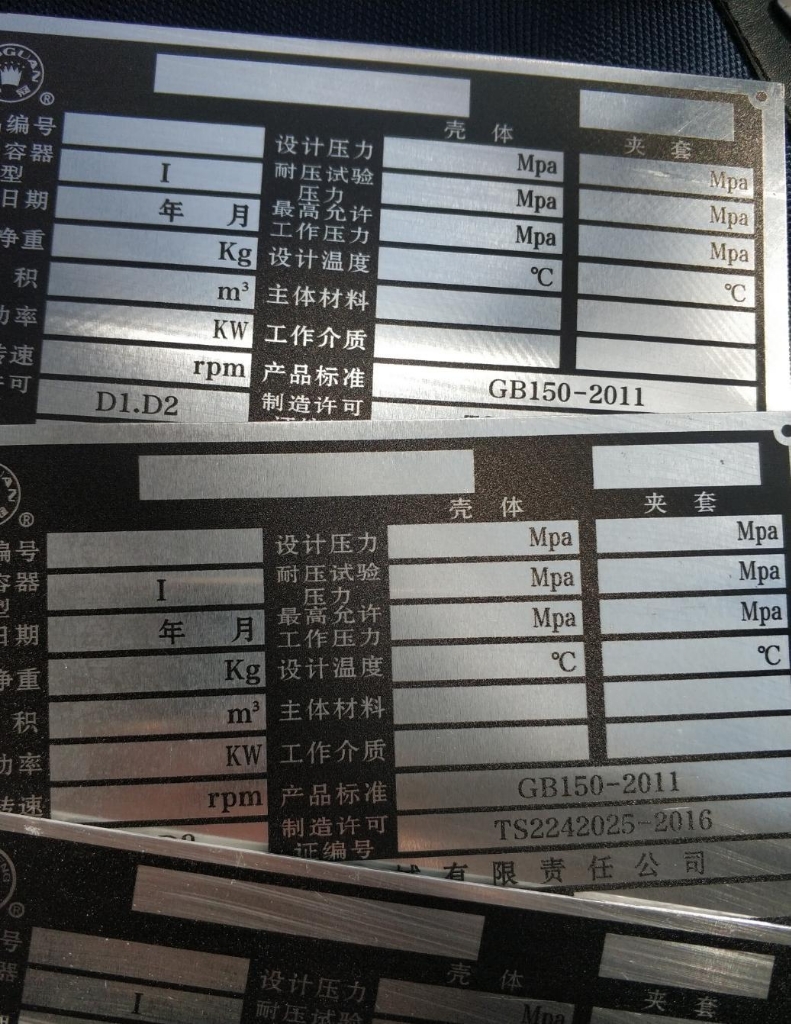 GUAN
冠
®
壳 体
夹 套
编号
设计压力 Mpa Mpa
容器
型 I
耐压试验
压力 Mpa Mpa
日期 年 月
最高允许
工作压力 Mpa Mpa
净重 Kg
设计温度 ℃ ℃
积 m³
主体材料
功率 KW
工作介质
转速 rpm
产品标准 GB150-2011
许可 D1.D2
制造许可
®
壳 体
夹 套
编号
设计压力 Mpa Mpa
容器
型 I
耐压试验
压力 Mpa Mpa
日期 年 月
最高允许
工作压力 Mpa Mpa
净重 Kg
设计温度 ℃ ℃
积 m³
主体材料
功率 KW
工作介质
转速 rpm
产品标准 GB150-2011
制造许可
证编号 TS2242025-2016
有限责任公司
®
壳 体
夹 套
号
设计压力
器 I
耐压试验 Mpa